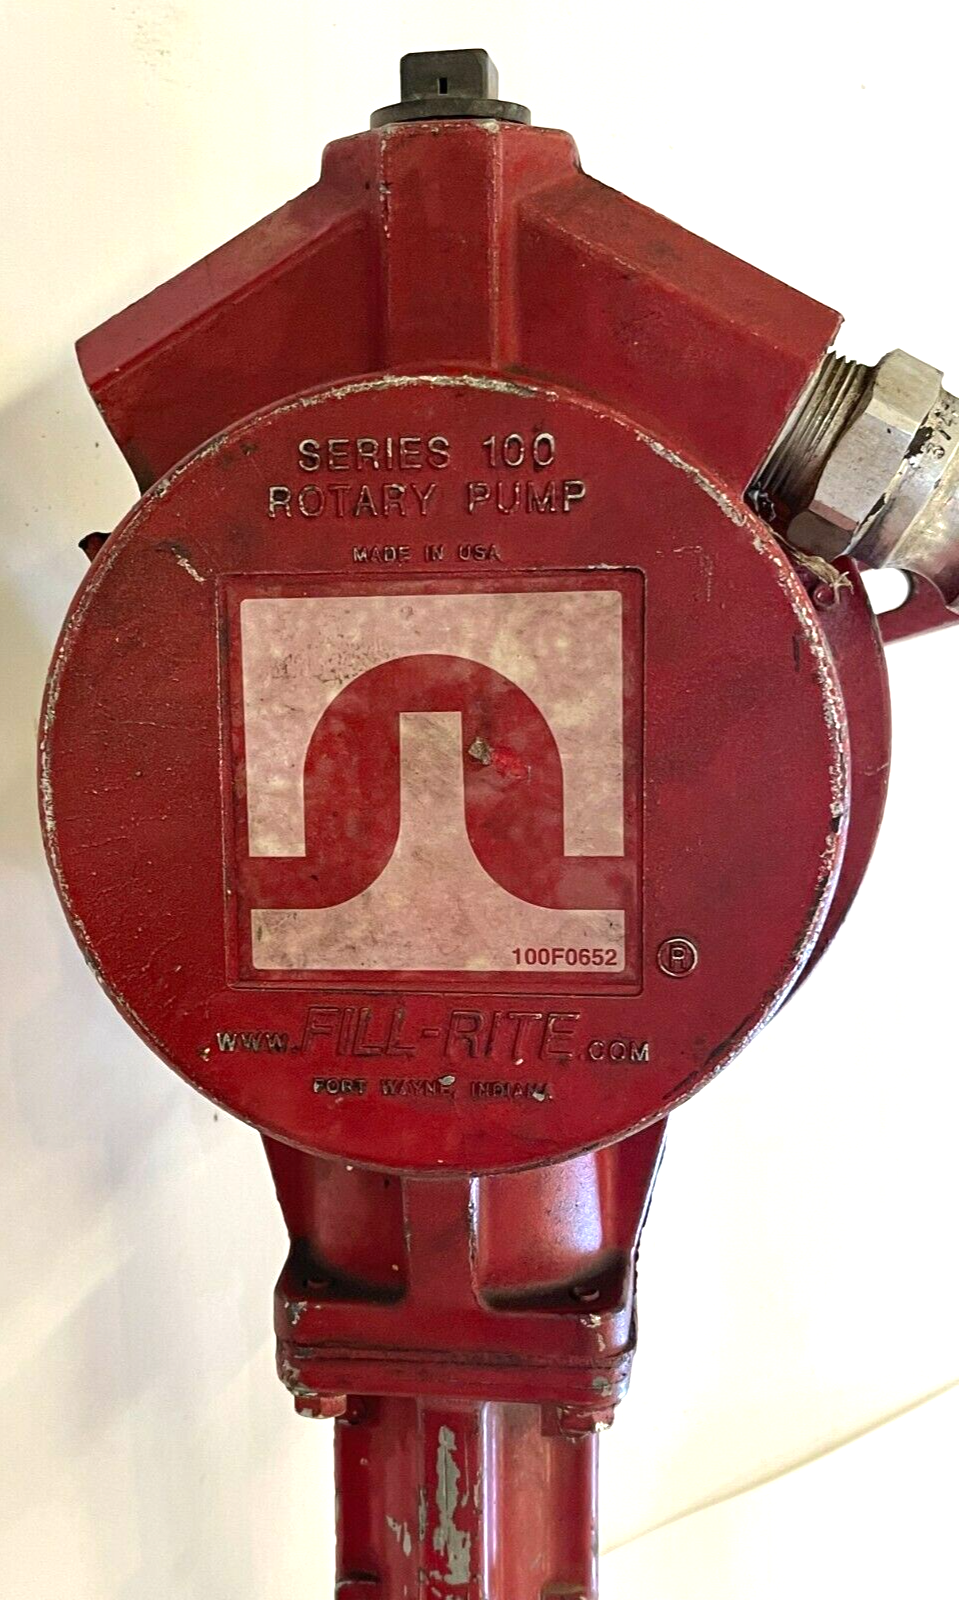 SERIES 100
ROTARY PUMP
MADE IN USA
100F0652
®
WWW.FILL-RITE.COM
FORT WAYNE, INDIANA